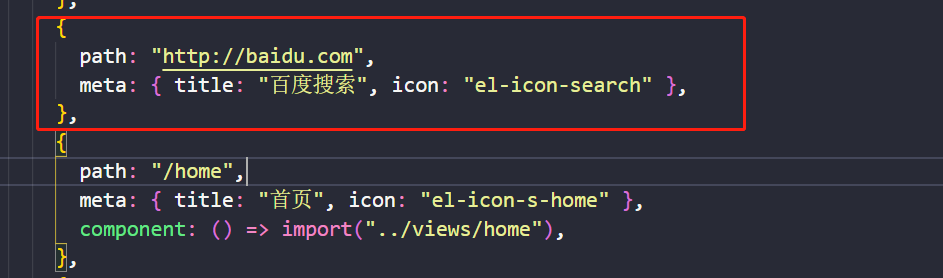 },
{
path: "http://baidu.com",
meta: { title: "百度搜索", icon: "el-icon-search" },
},
{
path: "/home",
meta: { title: "首页", icon: "el-icon-s-home" },
component: () => import("../views/home"),
},